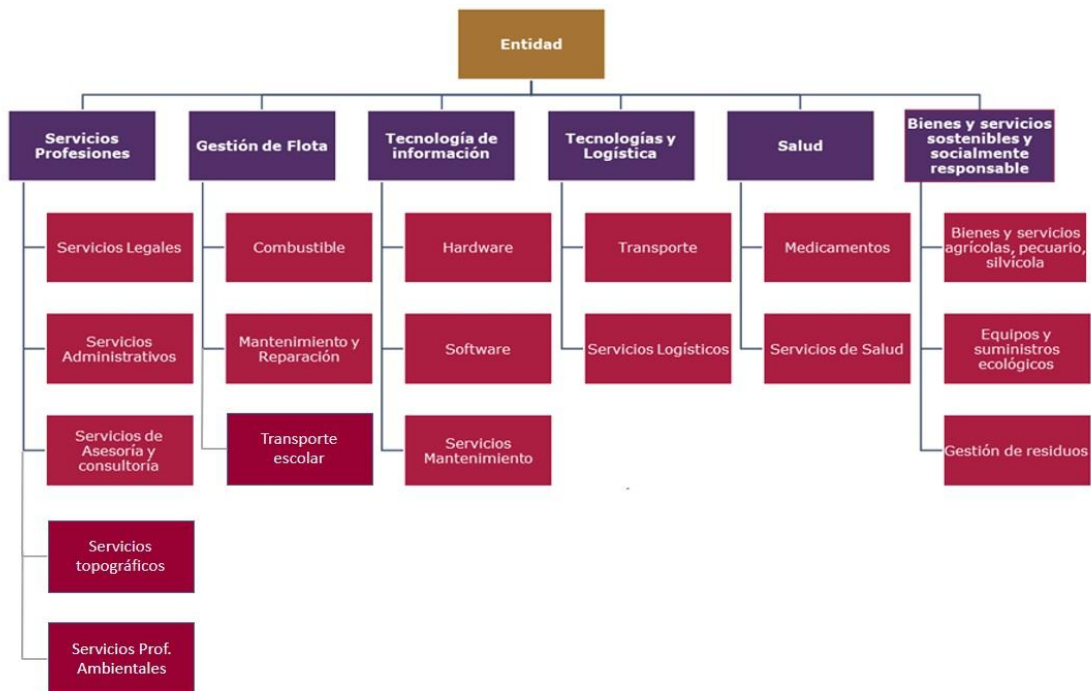 Entidad
Servicios
Profesiones
Gestión de Flota
Tecnología de
información
Tecnologías y
Logística
Salud
Bienes y servicios
sostenibles y
socialmente
responsable
Servicios Legales
Combustible
Hardware
Transporte
Medicamentos
Bienes y servicios
agrícolas, pecuario,
silvícola
Servicios
Administrativos
Mantenimiento y
Reparación
Software
Servicios Logísticos
Servicios de Salud
Equipos y
suministros
ecológicos
Servicios de
Asesoría y
consultoría
Transporte
escolar
Servicios
Mantenimiento
Gestión de residuos
Servicios
topográficos
Servicios Prof.
Ambientales